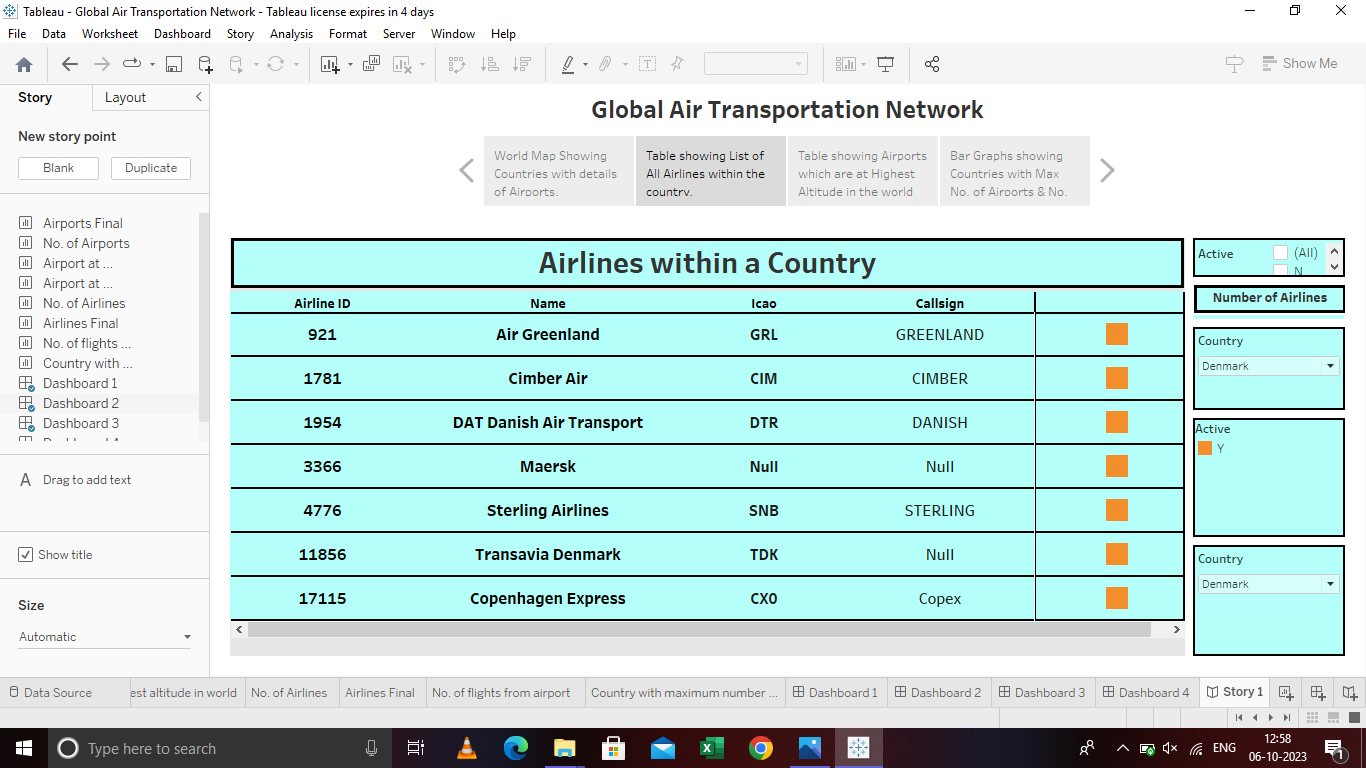 Tableau - Global Air Transportation Network - Tableau license expires in 4 days
File Data Worksheet Dashboard Story Analysis Format Server Window Help
Show Me
Story Layout
New story point
Blank Duplicate
Airports Final
No. of Airports
Airport at ...
Airport at ...
No. of Airlines
Airlines Final
No. of flights ...
Country with ...
Dashboard 1
Dashboard 2
Dashboard 3
Drag to add text
Show title
Size
Automatic
Global Air Transportation Network
World Map Showing
Countries with details
of Airports.
Table showing List of
All Airlines within the
country.
Table showing Airports
which are at Highest
Altitude in the world
Bar Graphs showing
Countries with Max
No. of Airports & No.
Airlines within a Country
Airline ID Name Icao Callsign
921 Air Greenland GRL GREENLAND
1781 Cimber Air CIM CIMBER
1954 DAT Danish Air Transport DTR DANISH
3366 Maersk Null Null
4776 Sterling Airlines SNB STERLING
11856 Transavia Denmark TDK Null
17115 Copenhagen Express CX0 Copex
Active (All)
N
Number of Airlines
Country
Denmark
Active
Y
Country
Denmark
Data Source est altitude in world No. of Airlines Airlines Final No. of flights from airport Country with maximum number ... Dashboard 1 Dashboard 2 Dashboard 3 Dashboard 4 Story 1
Type here to search
ENG
12:58
06-10-2023
1